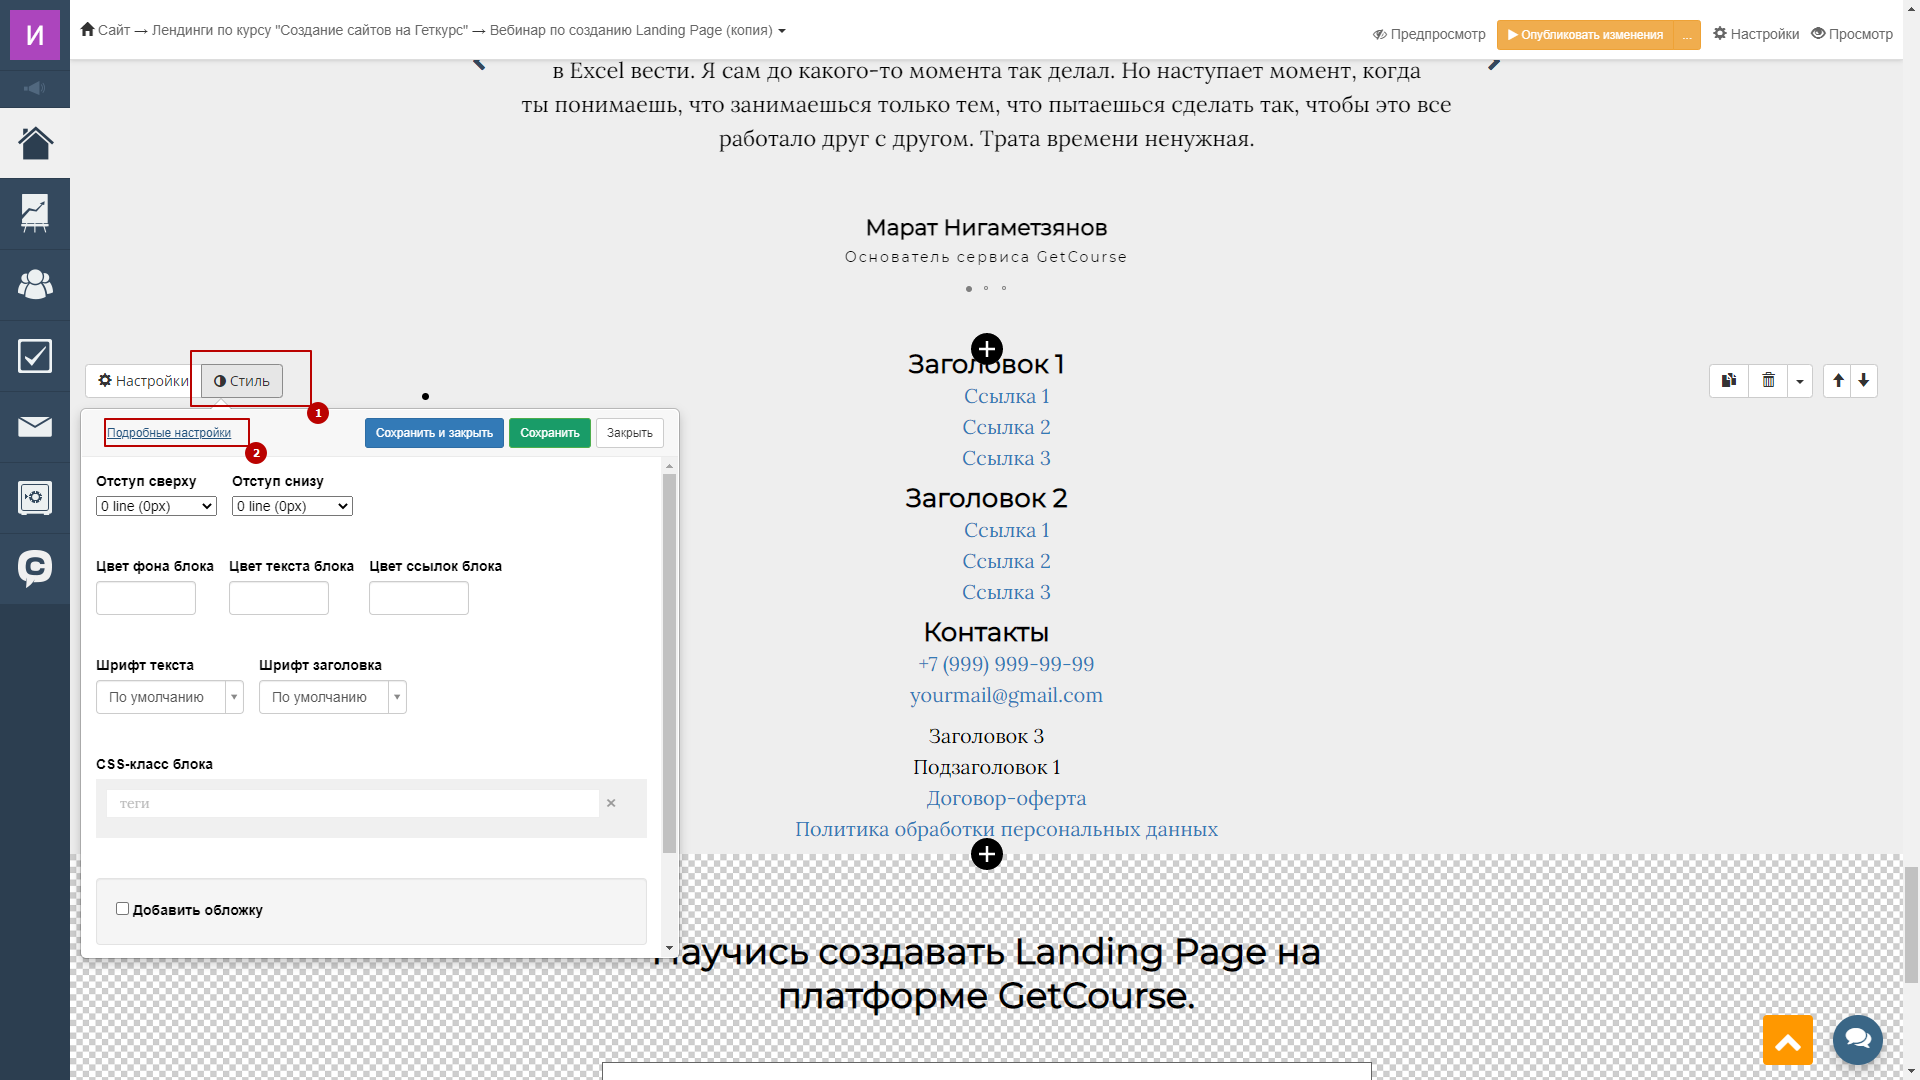 И
Сайт → Лендинги по курсу "Создание сайтов на Геткурс" → Вебинар по созданию Landing Page (копия)
Предпросмотр
Опубликовать изменения
...
Настройки
Просмотр
в Excel вести. Я сам до какого-то момента так делал. Но наступает момент, когда
ты понимаешь, что занимаешься только тем, что пытаешься сделать так, чтобы это все
работало друг с другом. Трата времени ненужная.
Марат Нигаметзянов
Основатель сервиса GetCourse
Настройки
Стиль
1
Подробные настройки
2
Сохранить и закрыть
Сохранить
Закрыть
Отступ сверху
Отступ снизу
0 line (0px)
0 line (0px)
Цвет фона блока
Цвет текста блока
Цвет ссылок блока
Шрифт текста
Шрифт заголовка
По умолчанию
По умолчанию
CSS-класс блока
теги
×
Добавить обложку
Заголовок 1
Ссылка 1
Ссылка 2
Ссылка 3
Заголовок 2
Ссылка 1
Ссылка 2
Ссылка 3
Контакты
+7 (999) 999-99-99
yourmail@gmail.com
Заголовок 3
Подзаголовок 1
Договор-оферта
Политика обработки персональных данных
Научись создавать Landing Page на
платформе GetCourse.